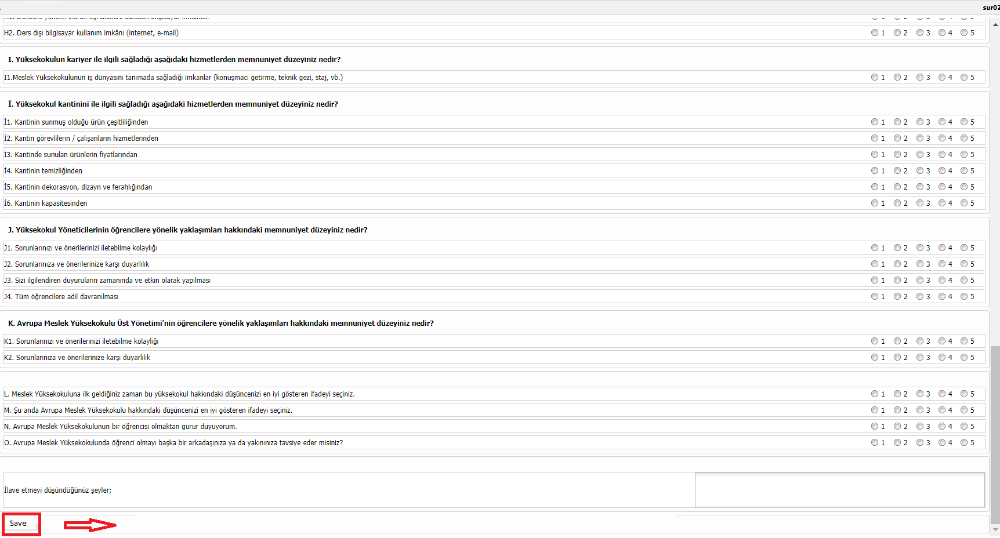 sur02
H1. Derslere yönelik olarak öğrencilere sunulan bilgisayar imkanları 1 2 3 4 5
H2. Ders dışı bilgisayar kullanım imkânı (internet, e-mail) 1 2 3 4 5
I. Yüksekokulun kariyer ile ilgili sağladığı aşağıdaki hizmetlerden memnuniyet düzeyiniz nedir?
I1.Meslek Yüksekokulunun iş dünyasını tanımada sağladığı imkanlar (konuşmacı getirme, teknik gezi, staj, vb.) 1 2 3 4 5
İ. Yüksekokul kantinini ile ilgili sağladığı aşağıdaki hizmetlerden memnuniyet düzeyiniz nedir?
İ1. Kantinin sunmuş olduğu ürün çeşitliliğinden 1 2 3 4 5
İ2. Kantin görevlilerin / çalışanların hizmetlerinden 1 2 3 4 5
İ3. Kantinde sunulan ürünlerin fiyatlarından 1 2 3 4 5
İ4. Kantinin temizliğinden 1 2 3 4 5
İ5. Kantinin dekorasyon, dizayn ve ferahlığından 1 2 3 4 5
İ6. Kantinin kapasitesinden 1 2 3 4 5
J. Yüksekokul Yöneticilerinin öğrencilere yönelik yaklaşımları hakkındaki memnuniyet düzeyiniz nedir?
J1. Sorunlarınızı ve önerilerinizi iletebilme kolaylığı 1 2 3 4 5
J2. Sorunlarınıza ve önerilerinize karşı duyarlılık 1 2 3 4 5
J3. Sizi ilgilendiren duyuruların zamanında ve etkin olarak yapılması 1 2 3 4 5
J4. Tüm öğrencilere adil davranılması 1 2 3 4 5
K. Avrupa Meslek Yüksekokulu Üst Yönetimi’nin öğrencilere yönelik yaklaşımları hakkındaki memnuniyet düzeyiniz nedir?
K1. Sorunlarınızı ve önerilerinizi iletebilme kolaylığı 1 2 3 4 5
K2. Sorunlarınıza ve önerilerinize karşı duyarlılık 1 2 3 4 5
L. Meslek Yüksekokuluna ilk geldiğiniz zaman bu yüksekokul hakkındaki düşüncenizi en iyi gösteren ifadeyi seçiniz. 1 2 3 4 5
M. Şu anda Avrupa Meslek Yüksekokulu hakkındaki düşüncenizi en iyi gösteren ifadeyi seçiniz. 1 2 3 4 5
N. Avrupa Meslek Yüksekokulunun bir öğrencisi olmaktan gurur duyuyorum. 1 2 3 4 5
O. Avrupa Meslek Yüksekokulunda öğrenci olmayı başka bir arkadaşınıza ya da yakınınıza tavsiye eder misiniz? 1 2 3 4 5
İlave etmeyi düşündüğünüz şeyler;
Save